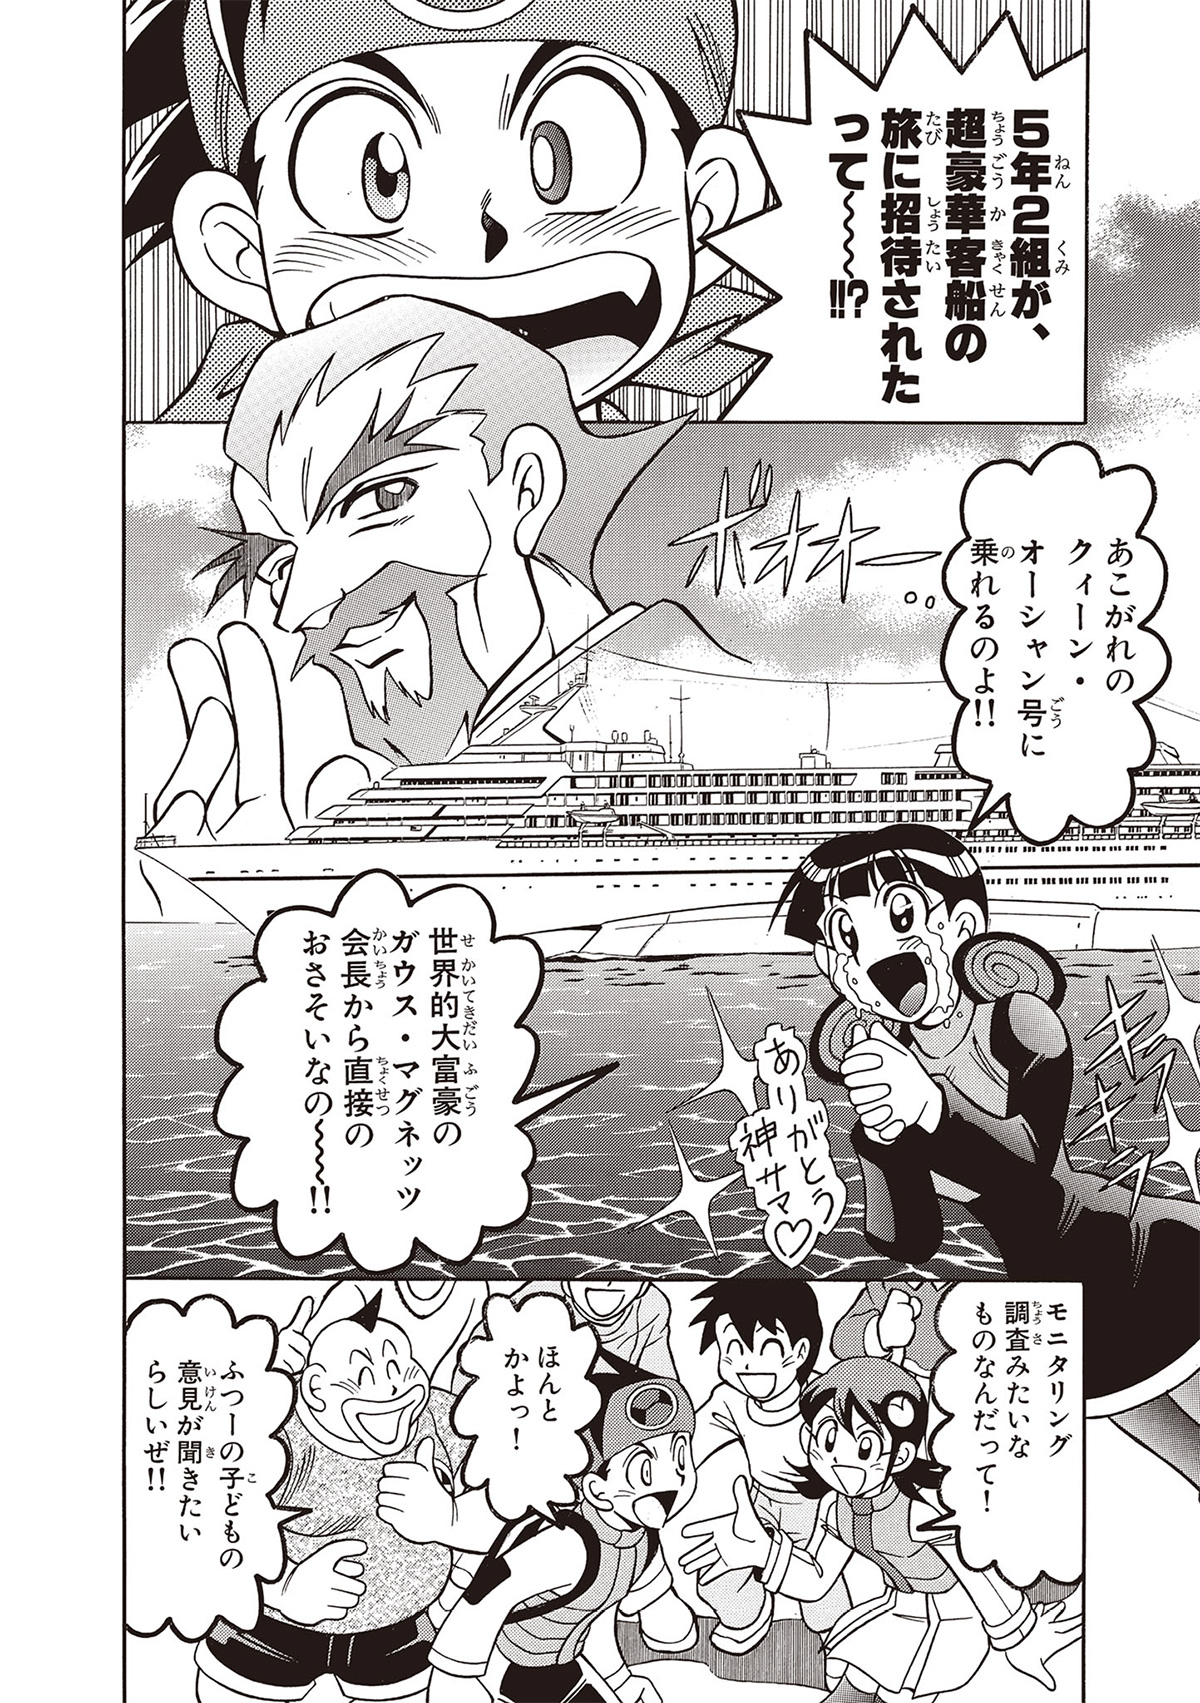 5年2組が、
超豪華客船の
旅に招待された
って〜〜!!?
ボオオオー
あこがれの
クィーン・
オーシャン号に
乗れるのよ!!
世界的大富豪の
ガウス・マグネッツ
会長から直接の
おさそいなの〜〜!!
ありがとう
神サマ♡
キラキラ
モニタリング
調査みたいな
ものなんだって!
ほんと
かよっ!
ふつーの子どもの
意見が聞きたい
らしいぜ!!